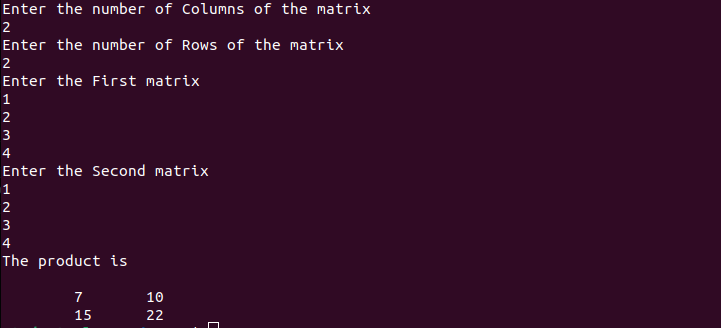 Enter the number of Columns of the matrix
2
Enter the number of Rows of the matrix
2
Enter the First matrix
1
2
3
4
Enter the Second matrix
1
2
3
4
The product is
7 10
15 22